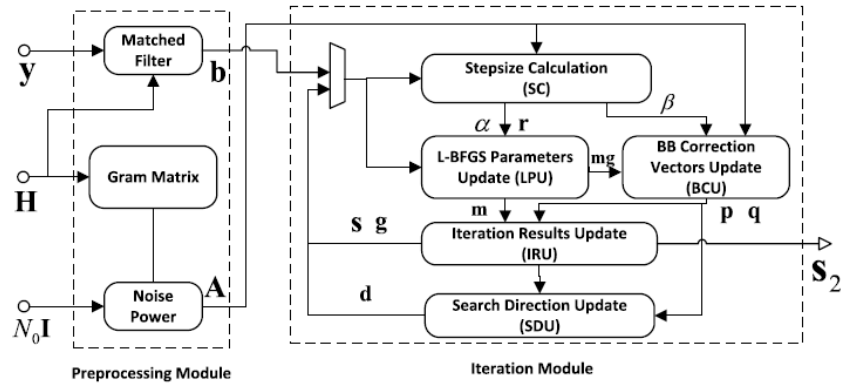 Matched
Filter
y
b
H
Gram Matrix
N₀I
Noise
Power
A
Preprocessing Module
Stepsize Calculation
(SC)
α r
β
L-BFGS Parameters
Update (LPU)
mg
BB Correction
Vectors Update
(BCU)
m
p q
s g
Iteration Results Update
(IRU)
s₂
d
Search Direction Update
(SDU)
Iteration Module